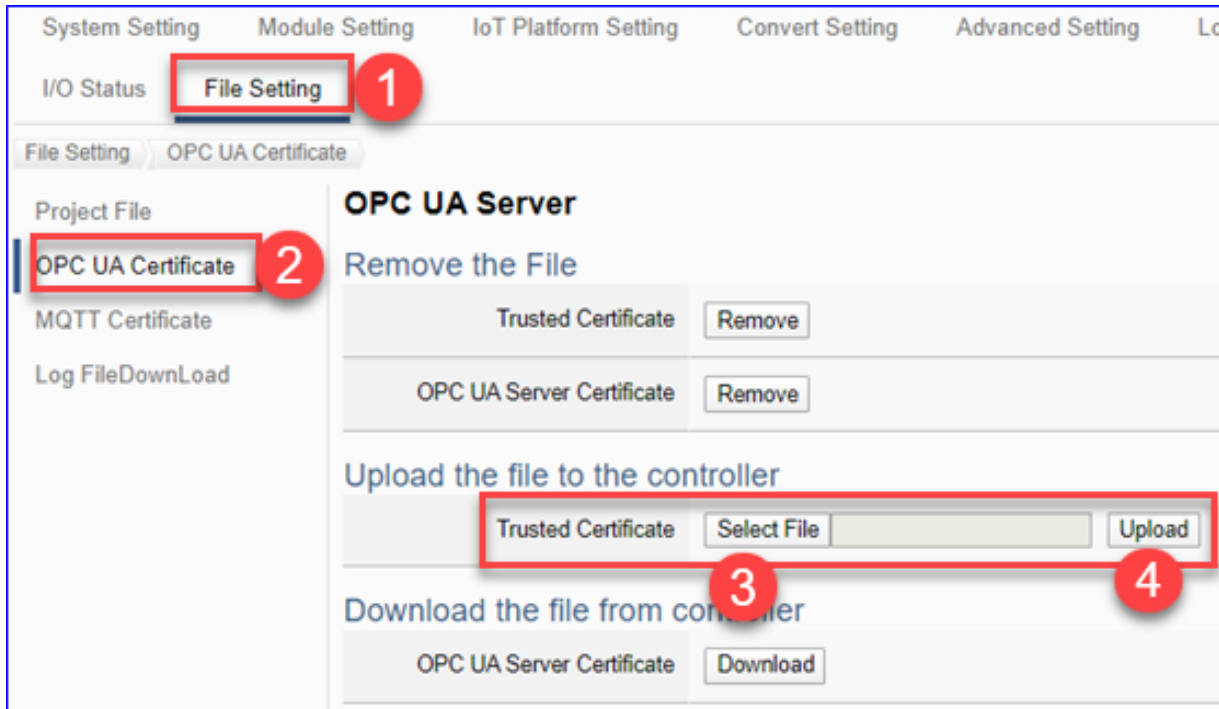 System Setting Module Setting IoT Platform Setting Convert Setting Advanced Setting Lo
I/O Status File Setting 1
File Setting OPC UA Certificate
Project File
OPC UA Certificate 2
MQTT Certificate
Log FileDownLoad
OPC UA Server
Remove the File
Trusted Certificate Remove
OPC UA Server Certificate Remove
Upload the file to the controller
Trusted Certificate Select File Upload
3 4
Download the file from controller
OPC UA Server Certificate Download